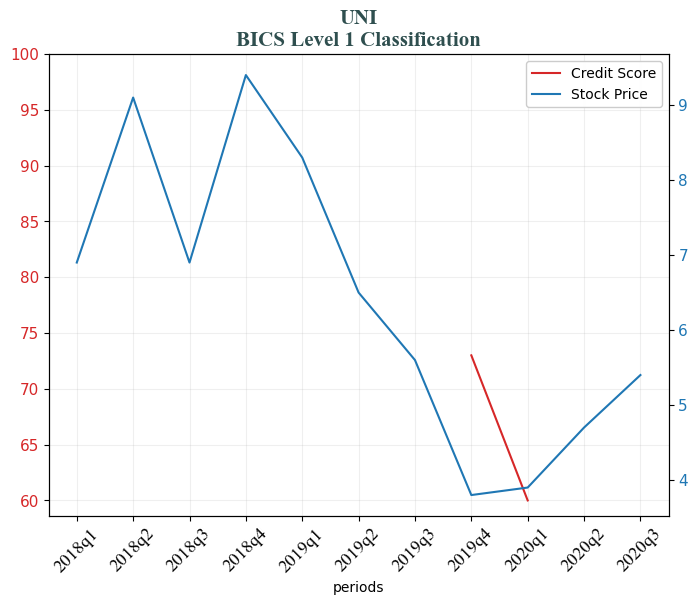 UNI
BICS Level 1 Classification
100
95
90
85
80
75
70
65
60
Credit Score
Stock Price
9
8
7
6
5
4
2018q1
2018q2
2018q3
2018q4
2019q1
2019q2
2019q3
2019q4
2020q1
2020q2
2020q3
periods